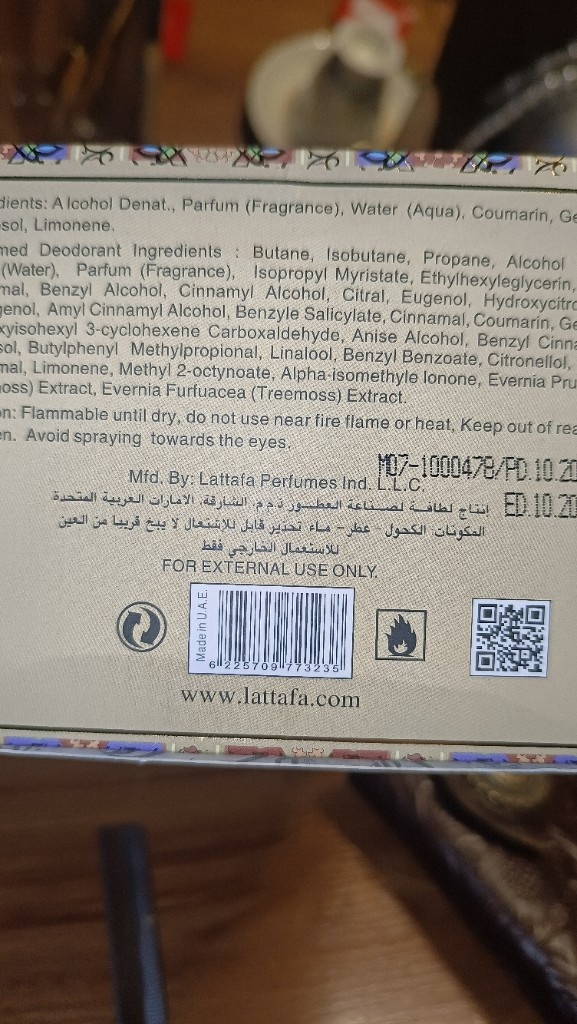 dients: Alcohol Denat., Parfum (Fragrance), Water (Aqua), Coumarin, Ge
sol, Limonene.
med Deodorant Ingredients : Butane, Isobutane, Propane, Alcohol
(Water), Parfum (Fragrance), Isopropyl Myristate, Ethylhexyleglycerin,
mal, Benzyl Alcohol, Cinnamyl Alcohol, Citral, Eugenol, Hydroxycitro
genol, Amyl Cinnamyl Alcohol, Benzyle Salicylate, Cinnamal, Coumarin, Ge
xyisohexyl 3-cyclohexene Carboxaldehyde, Anise Alcohol, Benzyl Cinna
sol, Butylphenyl Methylpropional, Linalool, Benzyl Benzoate, Citronellol,
mal, Limonene, Methyl 2-octynoate, Alpha-isomethyle Ionone, Evernia Pru
moss) Extract, Evernia Furfuacea (Treemoss) Extract.
on: Flammable until dry, do not use near fire flame or heat, Keep out of rea
en. Avoid spraying towards the eyes.
M07-1000478/PD.10.20
Mfd. By: Lattafa Perfumes Ind. L.L.C.
ED.10.20
انتاج لطافة لصناعة العطور ذ.م.م. الشارقة. الامارات العربية المتحدة
المكونات: الكحول - عطر - ماء تحذير قابل للاشتعال لا يبخ قريبا من العين
للاستعمال الخارجي فقط
FOR EXTERNAL USE ONLY.
Made in U.A.E.
6 225709 773235
www.lattafa.com